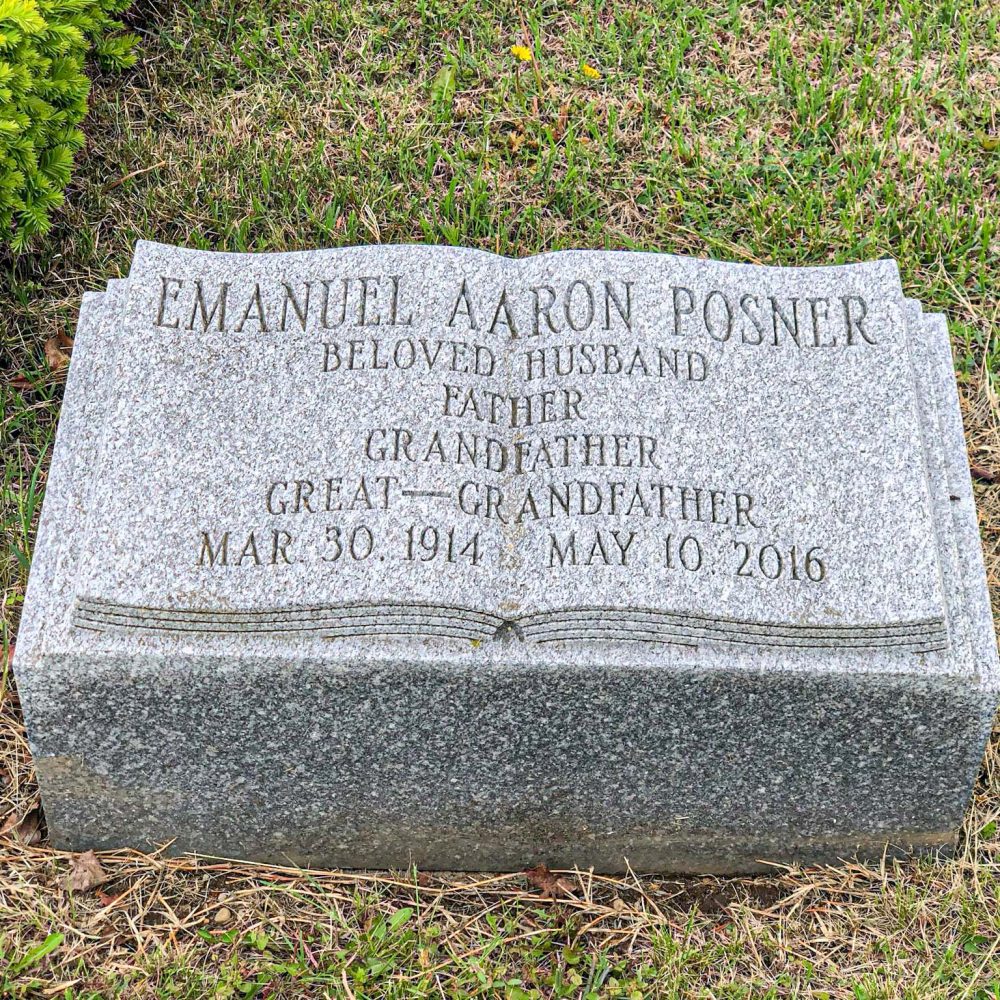 EMANUEL AARON POSNER
BELOVED HUSBAND
FATHER
GRANDFATHER
GREAT—GRANDFATHER
MAR. 30. 1914 MAY 10. 2016